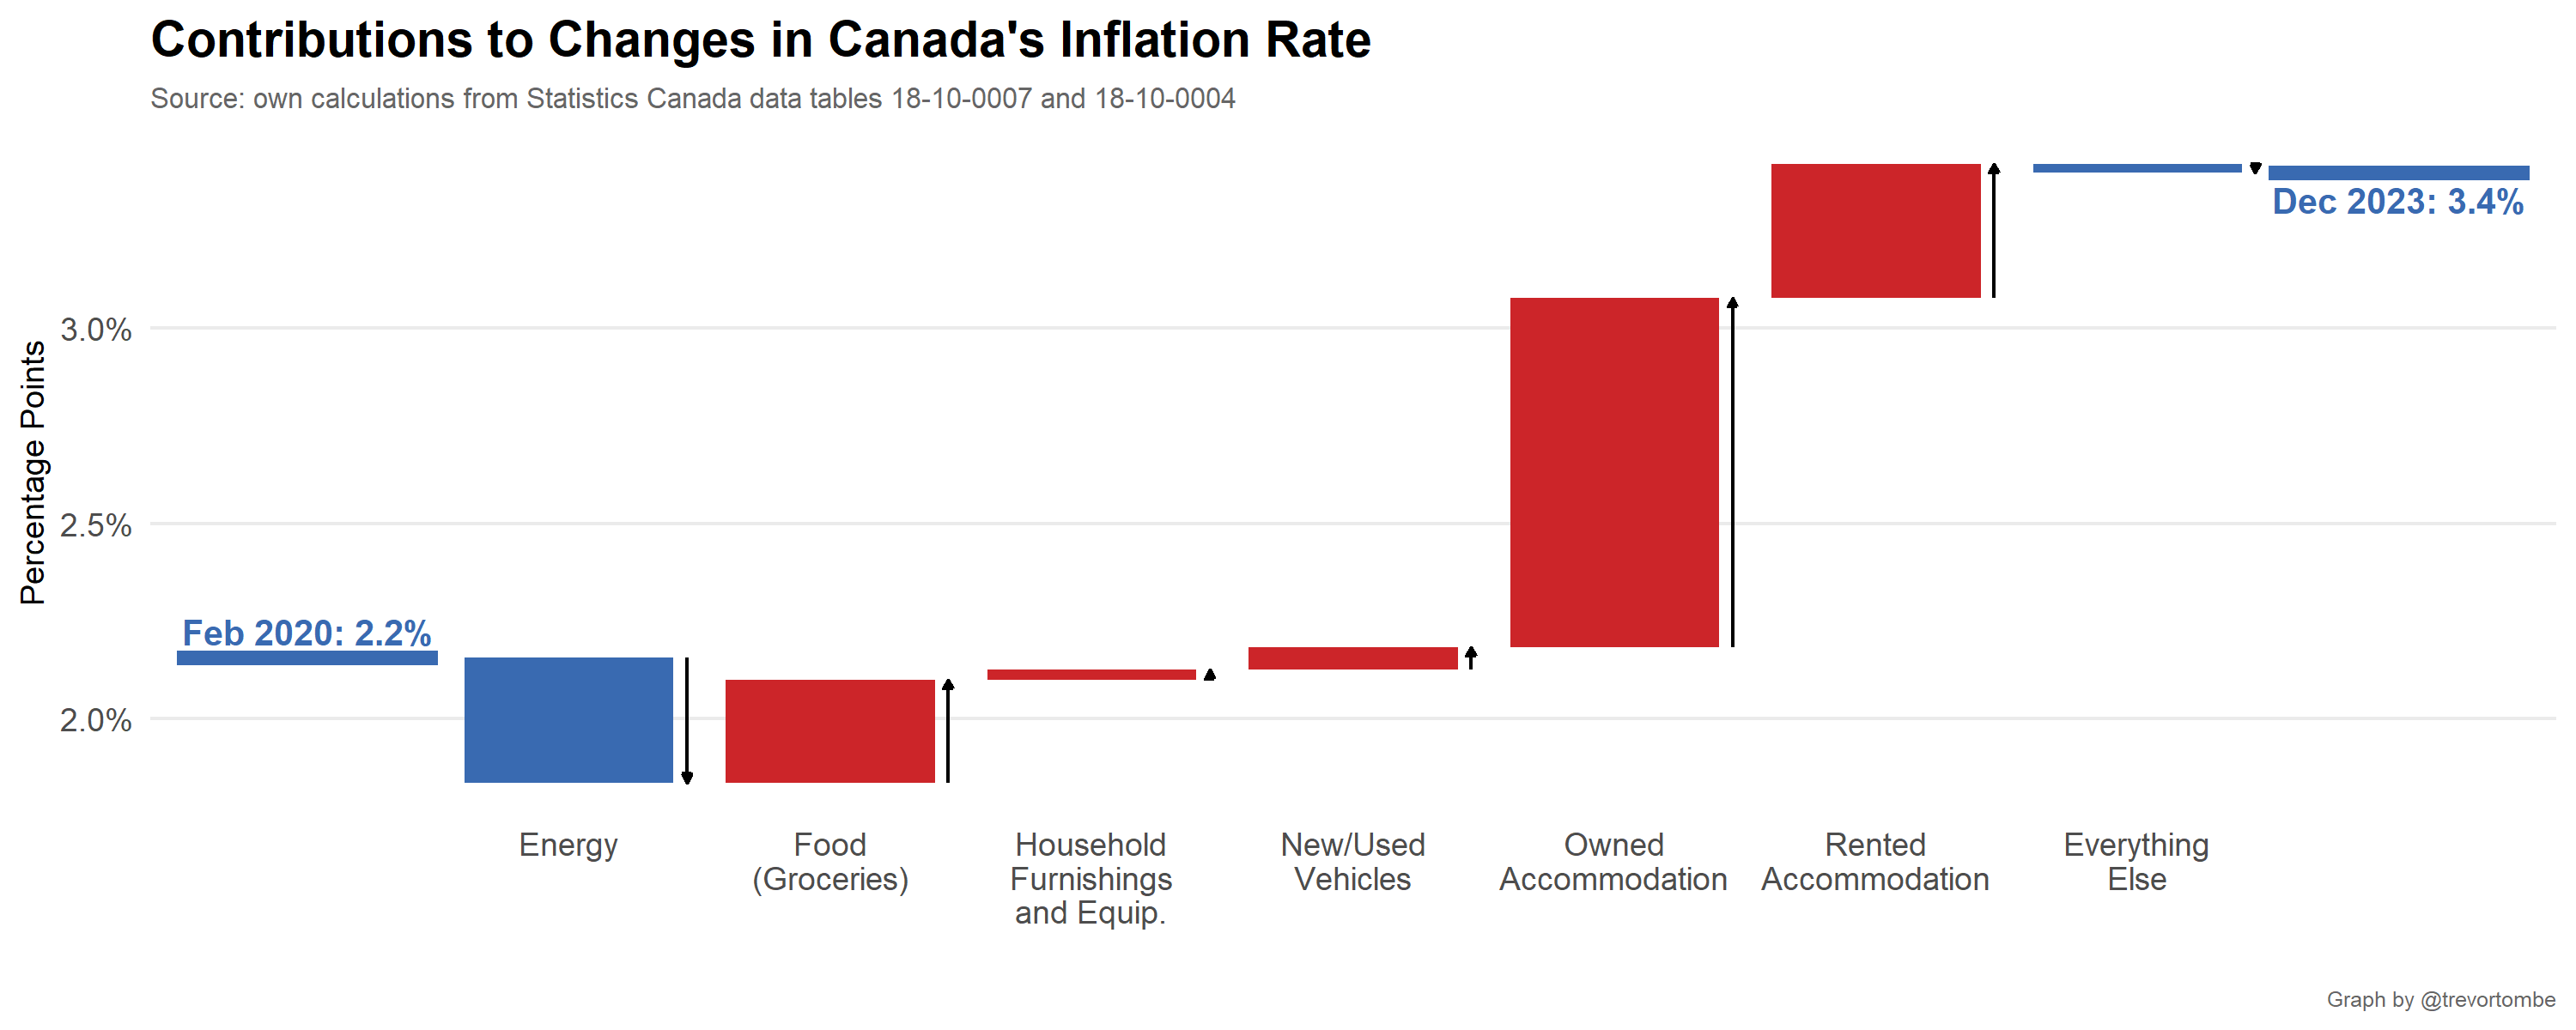 Contributions to Changes in Canada's Inflation Rate
Source: own calculations from Statistics Canada data tables 18-10-0007 and 18-10-0004
Percentage Points
3.0%
2.5%
2.0%
Feb 2020: 2.2%
Dec 2023: 3.4%
Energy
Food
(Groceries)
Household
Furnishings
and Equip.
New/Used
Vehicles
Owned
Accommodation
Rented
Accommodation
Everything
Else
Graph by @trevortombe